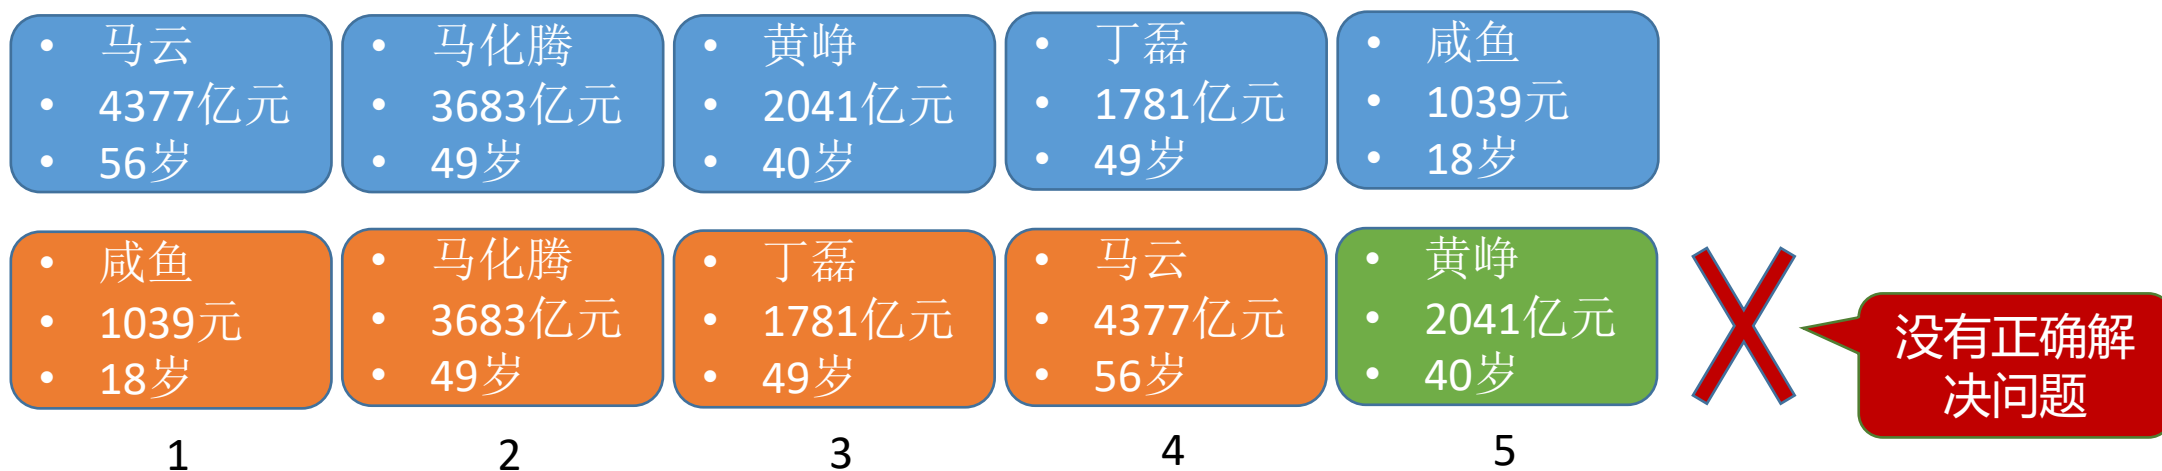 • 马云
• 4377亿元
• 56岁
• 马化腾
• 3683亿元
• 49岁
• 黄峥
• 2041亿元
• 40岁
• 丁磊
• 1781亿元
• 49岁
• 咸鱼
• 1039元
• 18岁
• 咸鱼
• 1039元
• 18岁
• 马化腾
• 3683亿元
• 49岁
• 丁磊
• 1781亿元
• 49岁
• 马云
• 4377亿元
• 56岁
• 黄峥
• 2041亿元
• 40岁
没有正确解
决问题
1
2
3
4
5